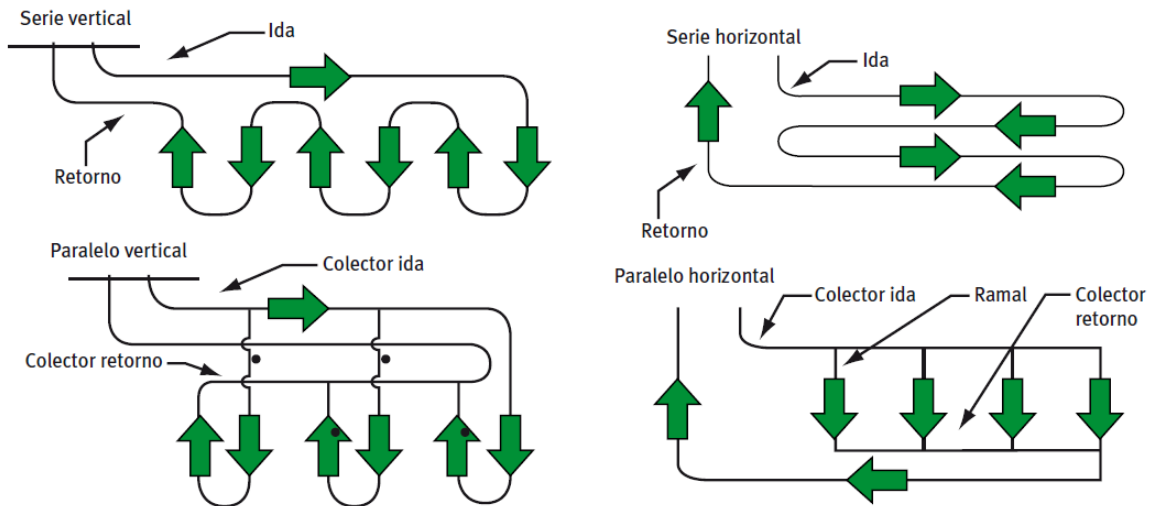 Serie vertical
Ida
Retorno
Serie horizontal
Ida
Retorno
Paralelo vertical
Colector ida
Colector retorno
Paralelo horizontal
Colector ida
Ramal
Colector
retorno